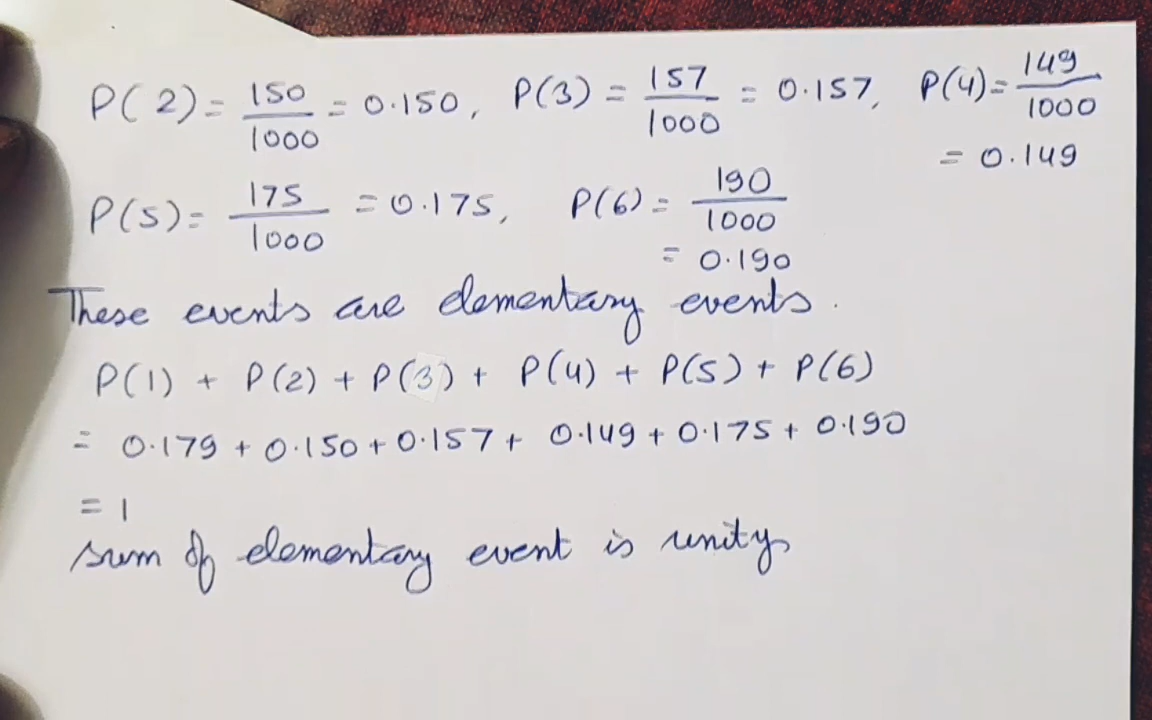 P(2) = 150/1000 = 0.150, P(3) = 157/1000 = 0.157, P(4) = 149/1000
= 0.149
P(5) = 175/1000 = 0.175, P(6) = 190/1000
= 0.190
These events are elementary events.
P(1) + P(2) + P(3) + P(4) + P(5) + P(6)
= 0.179 + 0.150 + 0.157 + 0.149 + 0.175 + 0.190
= 1
sum of elementary event is unity